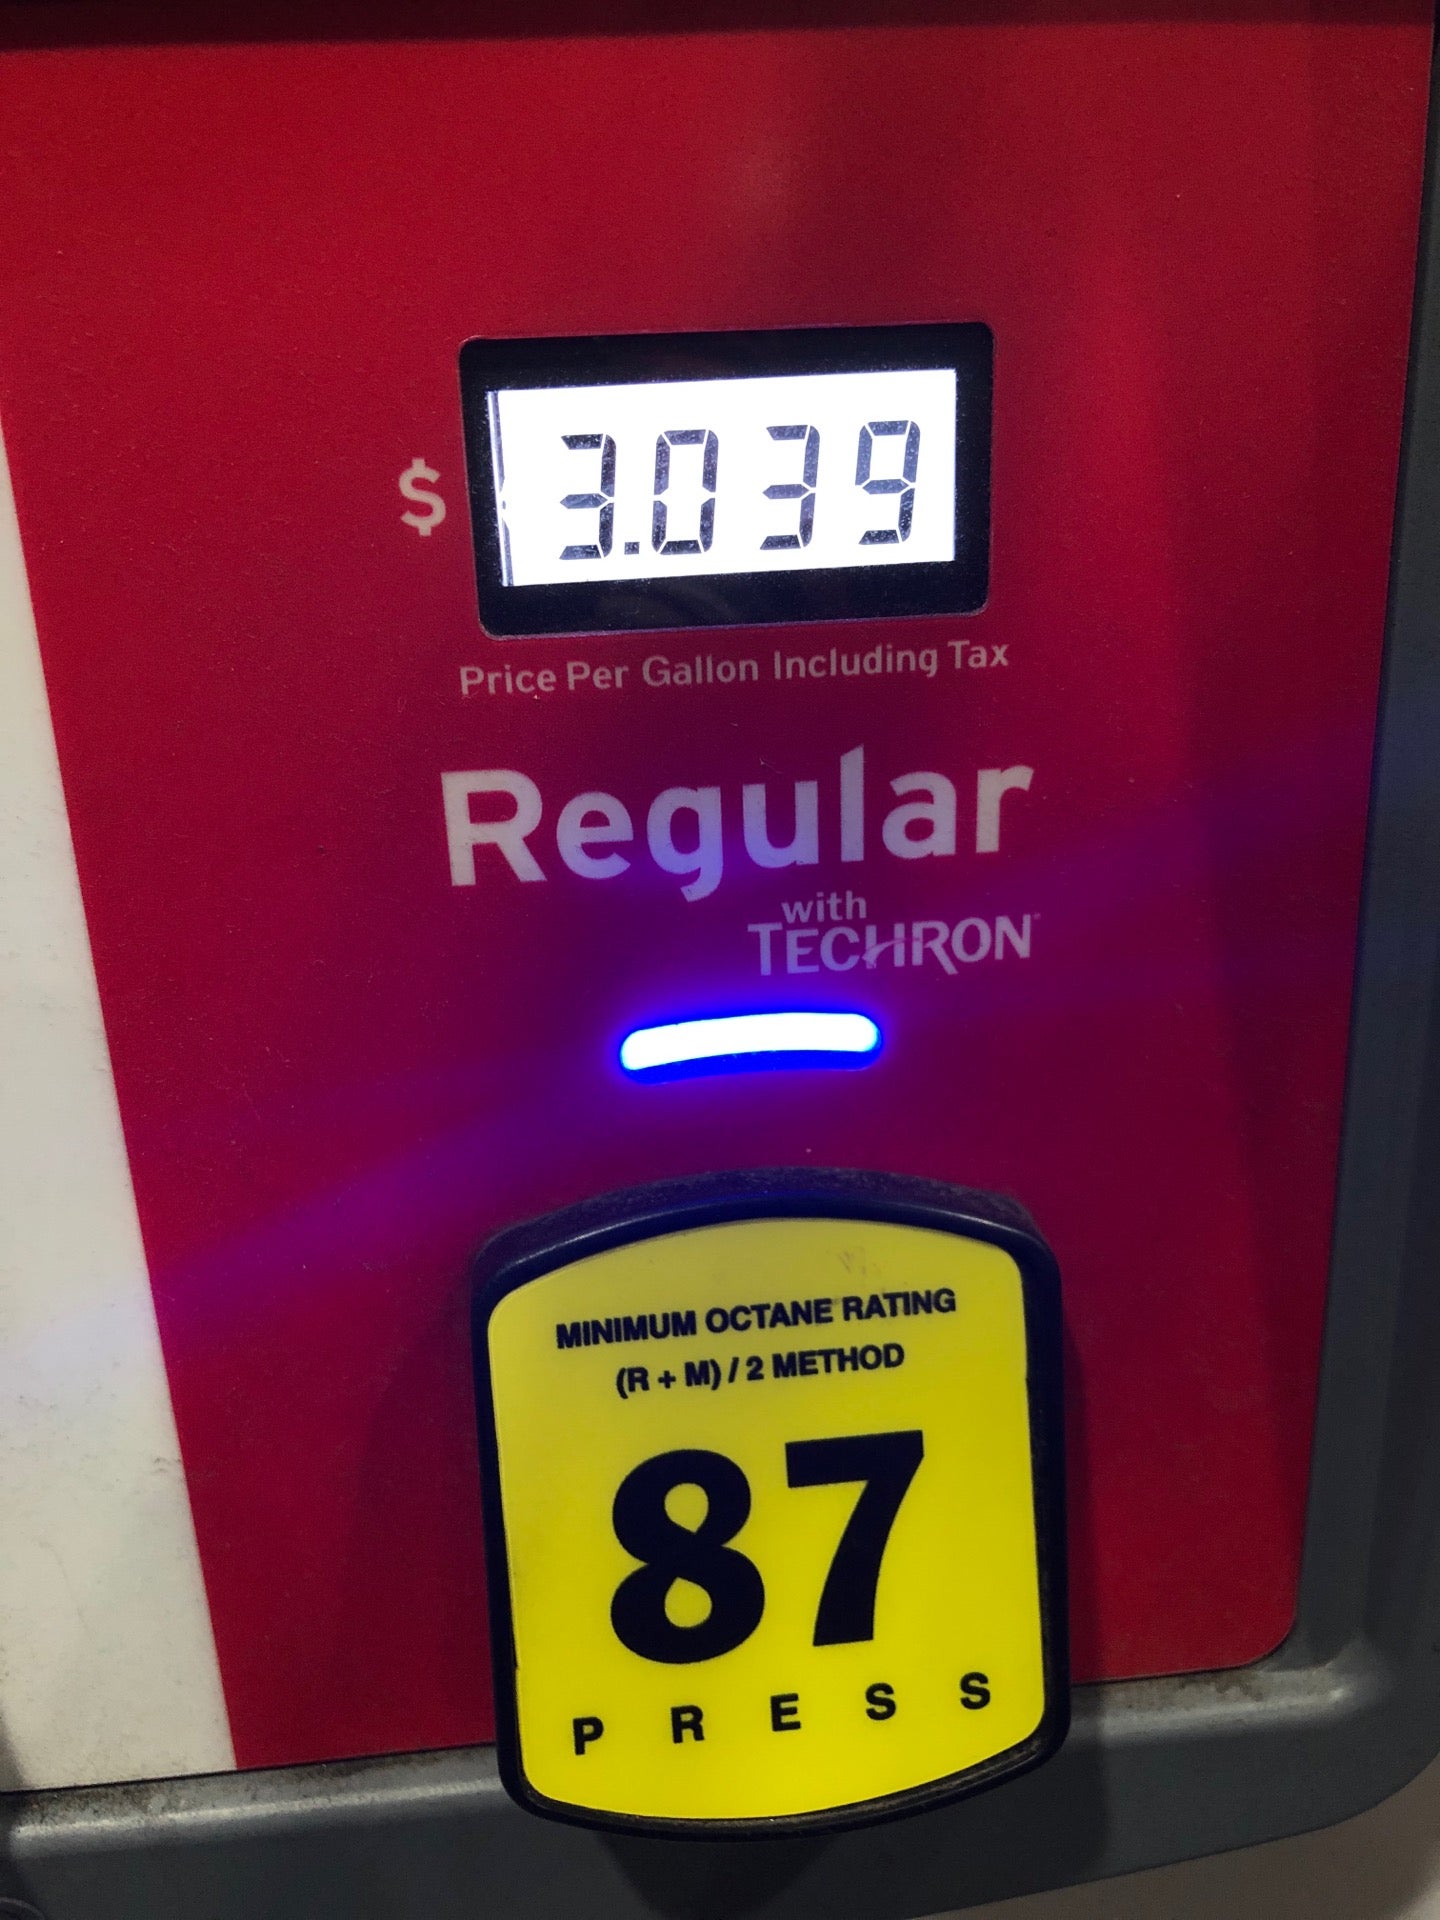 $ 3.039
Price Per Gallon Including Tax
Regular
with
TECHRON
MINIMUM OCTANE RATING
(R + M) / 2 METHOD
87
PRESS